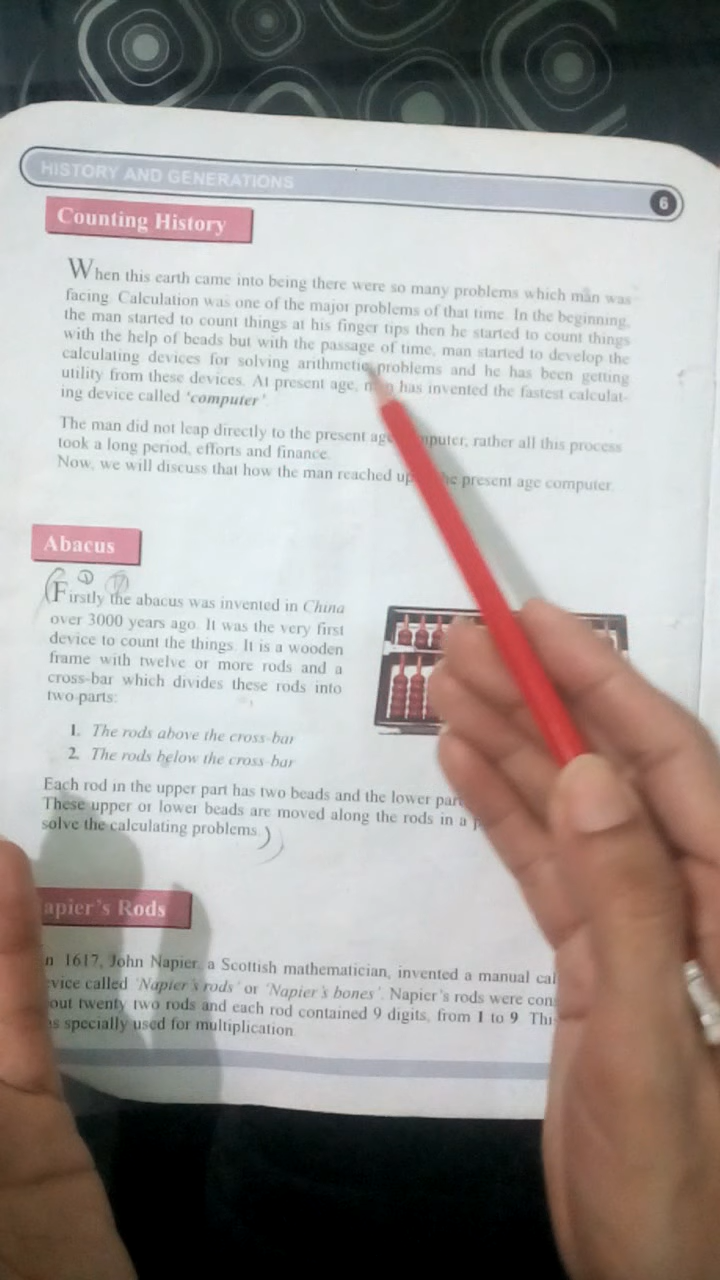 HISTORY AND GENERATIONS
6
Counting History
When this earth came into being there were so many problems which man was
facing. Calculation was one of the major problems of that time. In the beginning,
the man started to count things at his finger tips then he started to count things
with the help of beads but with the passage of time, man started to develop the
calculating devices for solving arithmetic problems and he has been getting
utility from these devices. At present age, man has invented the fastest calculat-
ing device called 'computer'
The man did not leap directly to the present age mputer, rather all this process
took a long period, efforts and finance.
Now, we will discuss that how the man reached up he present age computer.
Abacus
① 17
(Firstly the abacus was invented in China
over 3000 years ago. It was the very first
device to count the things. It is a wooden
frame with twelve or more rods and a
cross-bar which divides these rods into
two parts:
1. The rods above the cross-bar
2. The rods below the cross-bar
Each rod in the upper part has two beads and the lower par
These upper or lower beads are moved along the rods in a p
solve the calculating problems.)
apier's Rods
n 1617, John Napier, a Scottish mathematician, invented a manual cal
vice called 'Napier's rods' or 'Napier's bones'. Napier's rods were con
out twenty two rods and each rod contained 9 digits, from 1 to 9. Thi
as specially used for multiplication.